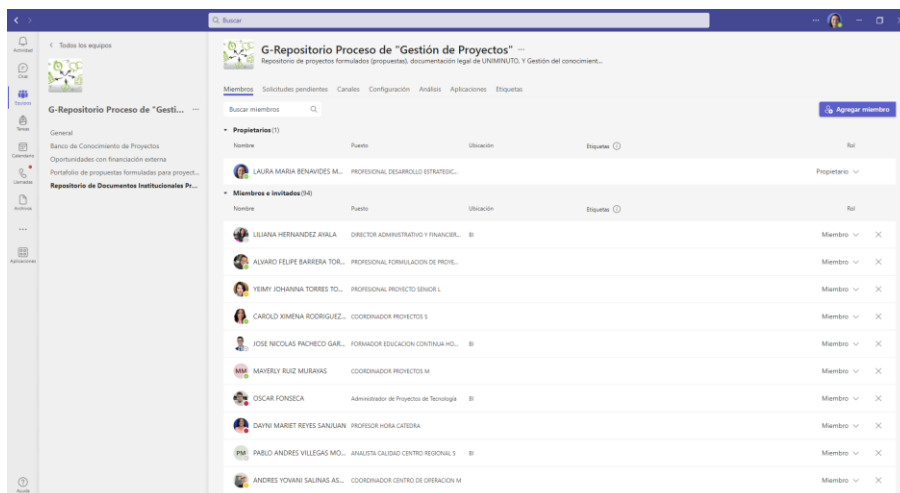 Buscar
Actividad
Chat
Equipos
Tareas
Calendario
Llamadas
Archivos
Aplicaciones
Ayuda
Todos los equipos
G-Repositorio Proceso de "Gesti...
General
Banco de Conocimiento de Proyectos
Oportunidades con financiación externa
Portafolio de propuestas formuladas para proyect...
Repositorio de Documentos Institucionales Pr...
G-Repositorio Proceso de "Gestión de Proyectos"
Repositorio de proyectos formulados (propuestas), documentación legal de UNIMINUTO. Y Gestión del conocimient...
Miembros Solicitudes pendientes Canales Configuración Análisis Aplicaciones Etiquetas
Buscar miembros Agregar miembro
Propietarios (1)
Nombre Puesto Ubicación Etiquetas Rol
LAURA MARIA BENAVIDES M... PROFESIONAL DESARROLLO ESTRATEGIC... Propietario
Miembros e invitados (94)
Nombre Puesto Ubicación Etiquetas Rol
LILIANA HERNANDEZ AYALA DIRECTOR ADMINISTRATIVO Y FINANCIER... BI Miembro
ALVARO FELIPE BARRERA TOR... PROFESIONAL FORMULACION DE PROYE... Miembro
YEIMY JOHANNA TORRES TO... PROFESIONAL PROYECTO SENIOR L Miembro
CAROLD XIMENA RODRIGUEZ... COORDINADOR PROYECTOS S Miembro
JOSE NICOLAS PACHECO GAR... FORMADOR EDUCACION CONTINUA-HO... BI Miembro
MM MAYERLY RUIZ MURAYAS COORDINADOR PROYECTOS M Miembro
OSCAR FONSECA Administrador de Proyectos de Tecnología BI Miembro
DAYNI MARIET REYES SANJUAN PROFESOR HORA CATEDRA Miembro
PM PABLO ANDRES VILLEGAS MO... ANALISTA CALIDAD CENTRO REGIONAL S BI Miembro
ANDRES YOVANI SALINAS AS... COORDINADOR CENTRO DE OPERACION M Miembro